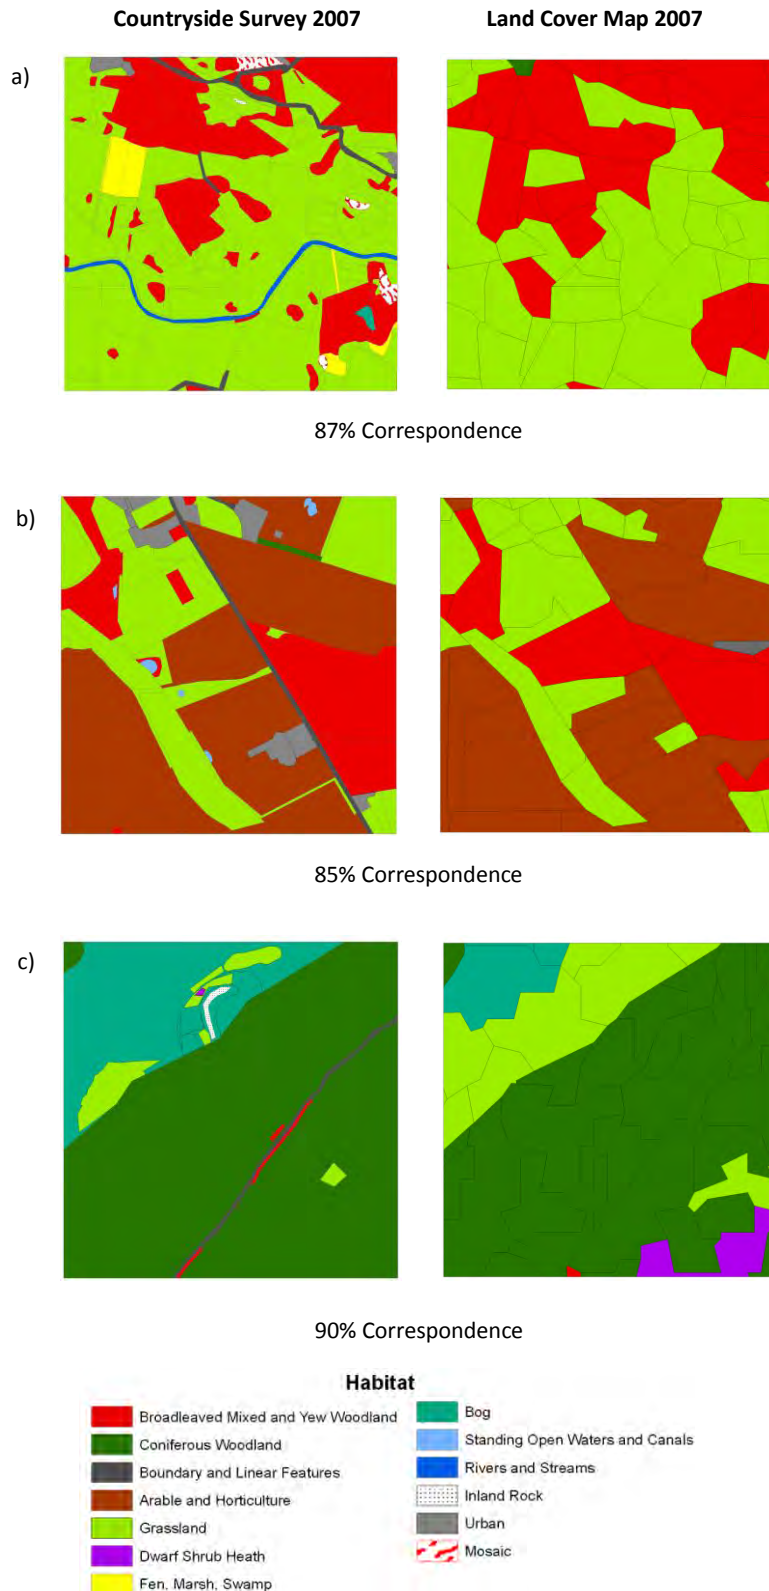 Countryside Survey 2007
Land Cover Map 2007
a)
87% Correspondence
b)
85% Correspondence
c)
90% Correspondence
Habitat
Broadleaved Mixed and Yew Woodland
Coniferous Woodland
Boundary and Linear Features
Arable and Horticulture
Grassland
Dwarf Shrub Heath
Fen, Marsh, Swamp
Bog
Standing Open Waters and Canals
Rivers and Streams
Inland Rock
Urban
Mosaic